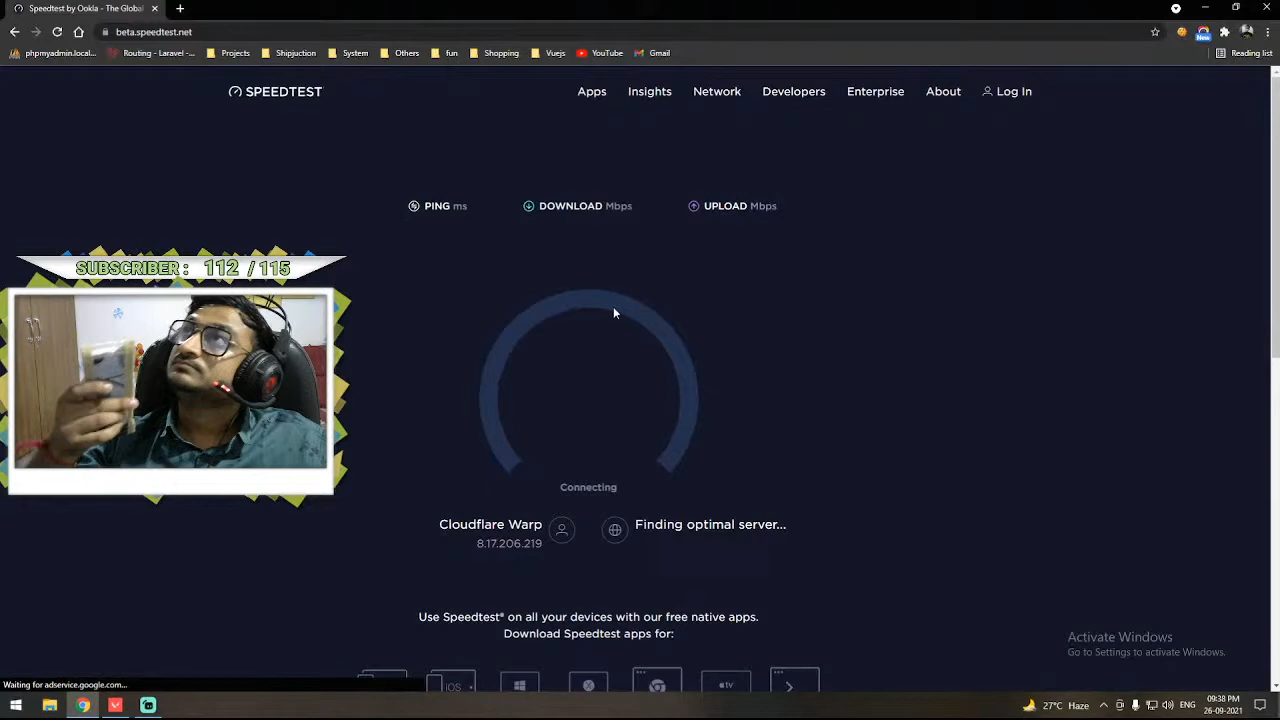 Speedtest by Ookla - The Global
beta.speedtest.net
phpmyadmin.local...
Routing - Laravel -...
Projects
Shipjuction
System
Others
fun
Shopping
Vuejs
YouTube
Gmail
Reading list
New
SPEEDTEST
Apps
Insights
Network
Developers
Enterprise
About
Log In
PING ms
DOWNLOAD Mbps
UPLOAD Mbps
SUBSCRIBER : 112 / 115
Connecting
Cloudflare Warp
8.17.206.219
Finding optimal server...
Use Speedtest® on all your devices with our free native apps.
Download Speedtest apps for:
iOS
tv
Activate Windows
Go to Settings to activate Windows.
Waiting for adservice.google.com...
27°C Haze
ENG
09:38 PM
26-09-2021